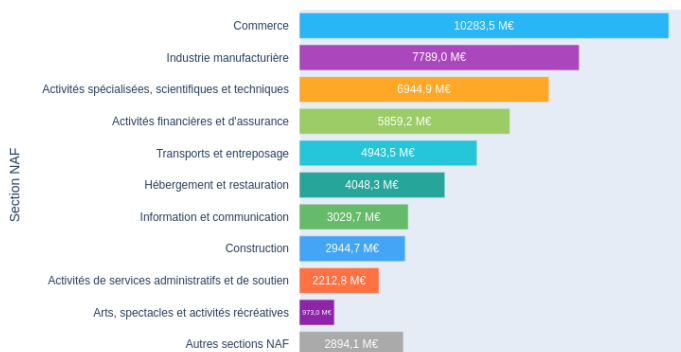 Section NAF
Commerce 10283,5 M€
Industrie manufacturière 7789,0 M€
Activités spécialisées, scientifiques et techniques 6944,9 M€
Activités financières et d'assurance 5859,2 M€
Transports et entreposage 4943,5 M€
Hébergement et restauration 4048,3 M€
Information et communication 3029,7 M€
Construction 2944,7 M€
Activités de services administratifs et de soutien 2212,8 M€
Arts, spectacles et activités récréatives 973,0 M€
Autres sections NAF 2894,1 M€